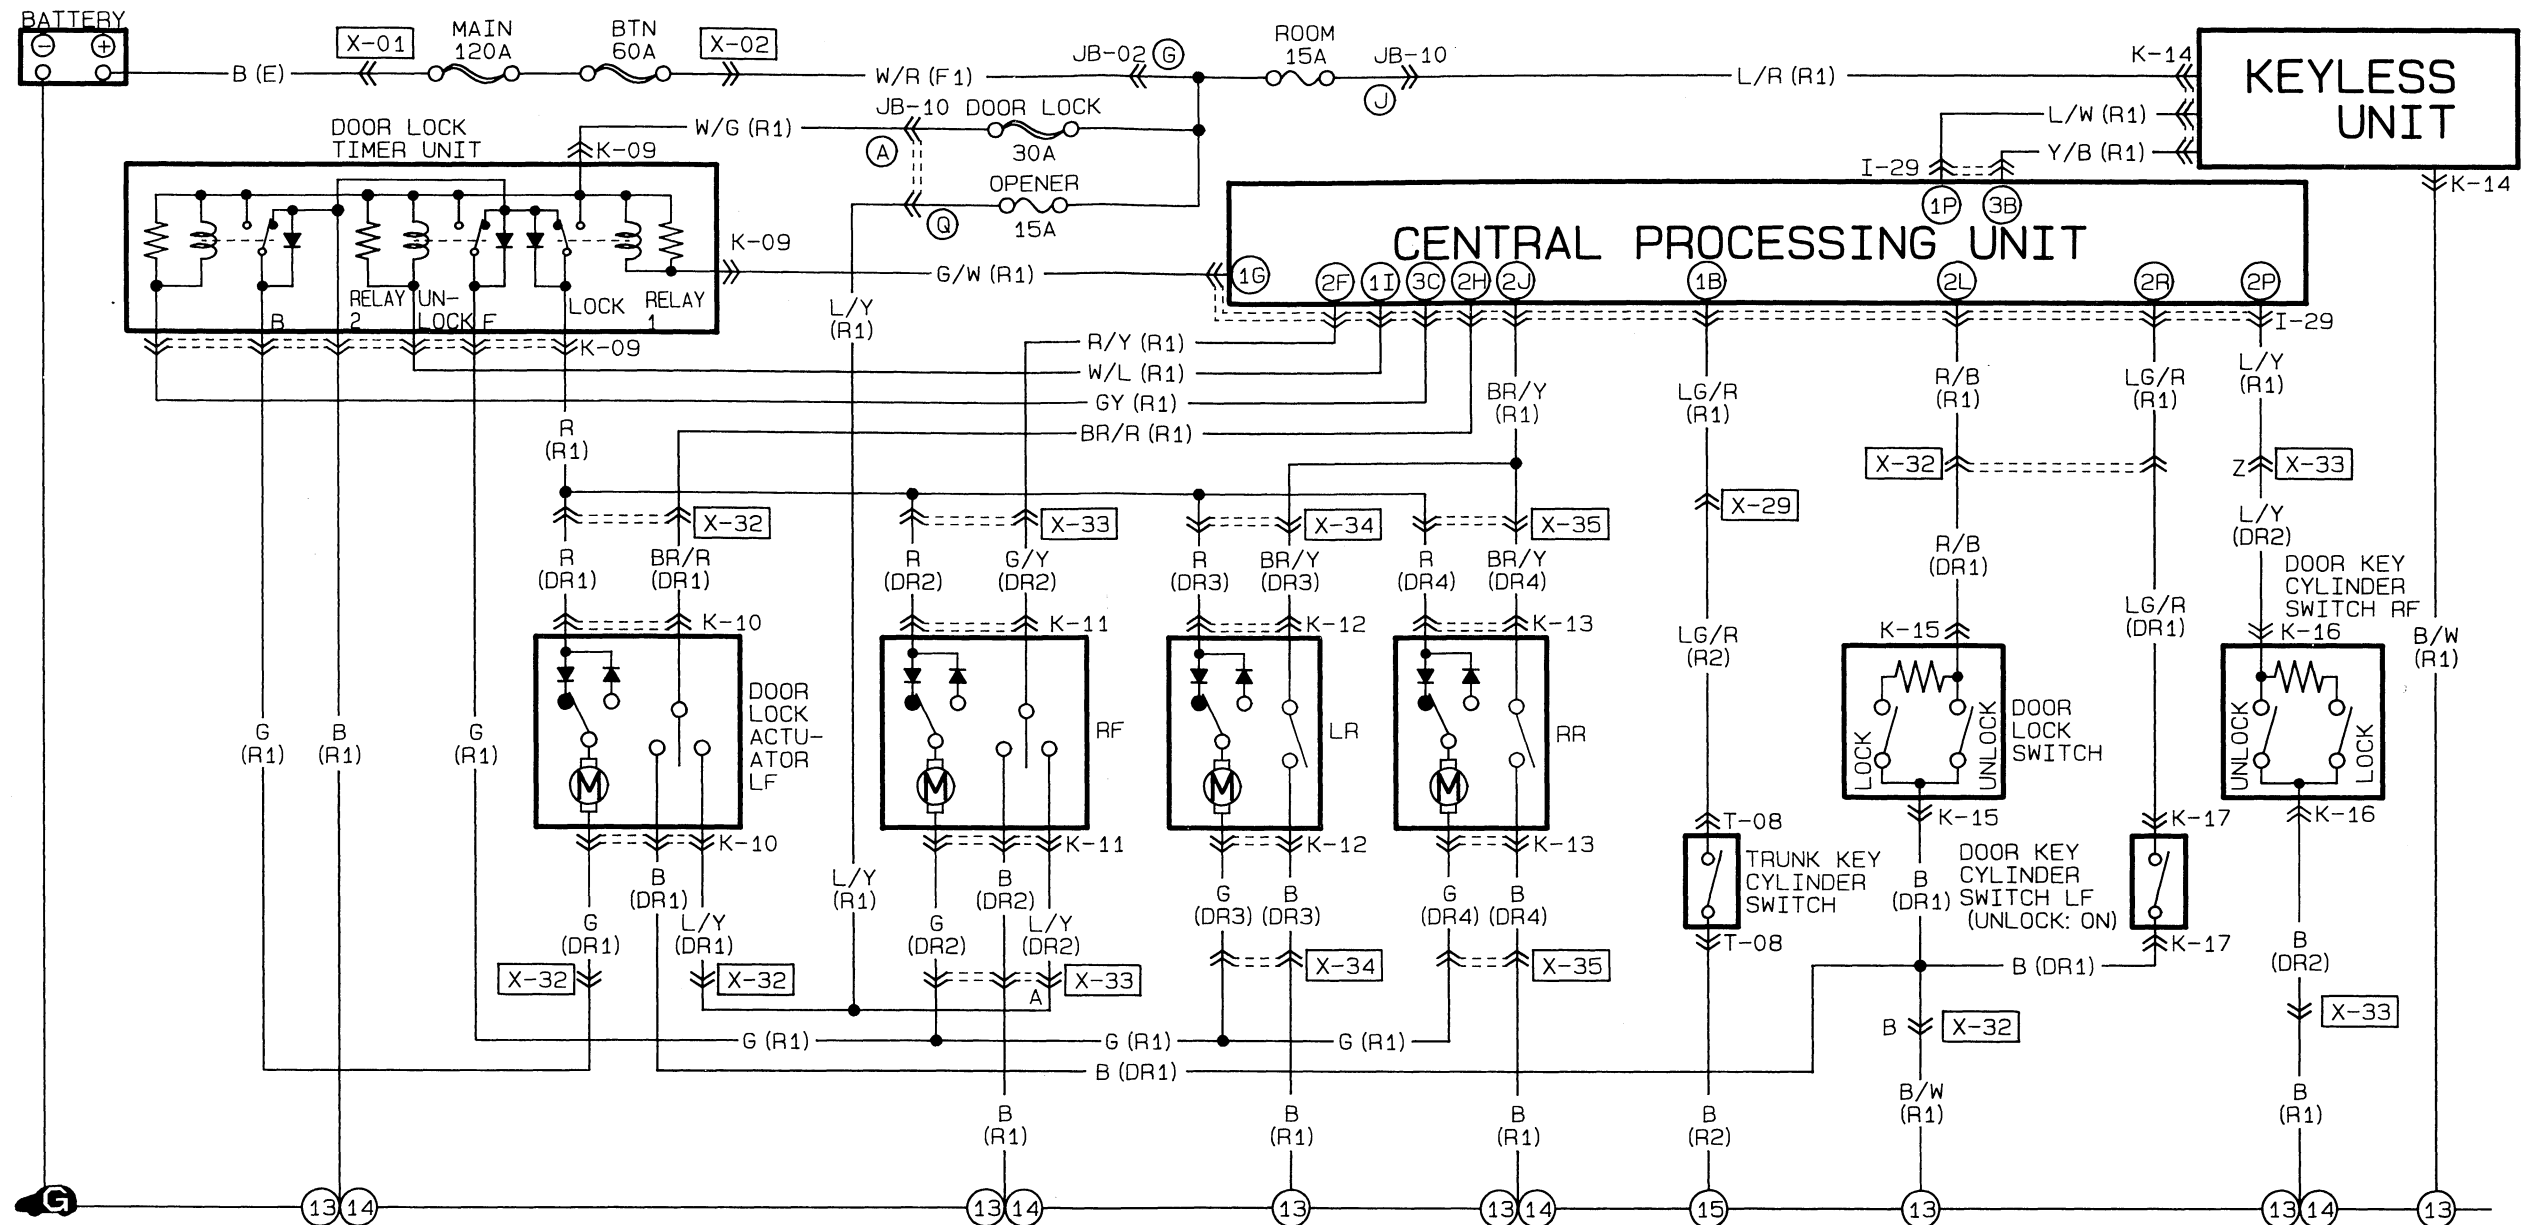 BATTERY
− +
B (E)
X-01
MAIN
120A
BTN
60A
X-02
W/R (F1)
JB-02 G
ROOM
15A
JB-10
J
L/R (R1)
K-14
KEYLESS
UNIT
L/W (R1)
Y/B (R1)
I-29
K-14
DOOR LOCK
TIMER UNIT
W/G (R1)
K-09
JB-10 DOOR LOCK
A
30A
OPENER
Q
15A
1P 3B
CENTRAL PROCESSING UNIT
K-09
G/W (R1)
1G 2F 1I 3C 2H 2J 1B 2L 2R 2P
I-29
RELAY UN- LOCK RELAY
B 2 LOCK F 1
K-09
L/Y
(R1)
R/Y (R1)
W/L (R1)
GY (R1)
BR/R (R1)
R
(R1)
BR/Y
(R1)
LG/R
(R1)
R/B
(R1)
LG/R
(R1)
L/Y
(R1)
X-32
Z X-33
X-29
X-32
X-33
X-34
X-35
R
(DR1)
BR/R
(DR1)
R
(DR2)
G/Y
(DR2)
R
(DR3)
BR/Y
(DR3)
R
(DR4)
BR/Y
(DR4)
R/B
(DR1)
L/Y
(DR2)
DOOR KEY
CYLINDER
SWITCH RF
K-10
K-11
K-12
K-13
LG/R
(R2)
K-15
LG/R
(DR1)
K-16
B/W
(R1)
DOOR
LOCK
ACTU-
ATOR
LF
M
RF
M
LR
M
RR
M
LOCK
UNLOCK
DOOR
LOCK
SWITCH
UNLOCK
LOCK
G
(R1)
B
(R1)
G
(R1)
K-10
K-11
K-12
K-13
T-08
K-15
K-17
K-16
TRUNK KEY
CYLINDER
SWITCH
T-08
DOOR KEY
CYLINDER
SWITCH LF
(UNLOCK: ON)
K-17
G
(DR1)
B
(DR1)
L/Y
(DR1)
L/Y
(R1)
G
(DR2)
B
(DR2)
L/Y
(DR2)
G
(DR3)
B
(DR3)
G
(DR4)
B
(DR4)
B
(DR1)
B (DR1)
B
(DR2)
X-32
X-32
A X-33
X-34
X-35
B X-32
X-33
G (R1)
G (R1)
G (R1)
B (DR1)
B
(R1)
B
(R1)
B
(R1)
B
(R2)
B/W
(R1)
B
(R1)
G
13 14
13 14
13
13 14
15
13
13 14
13